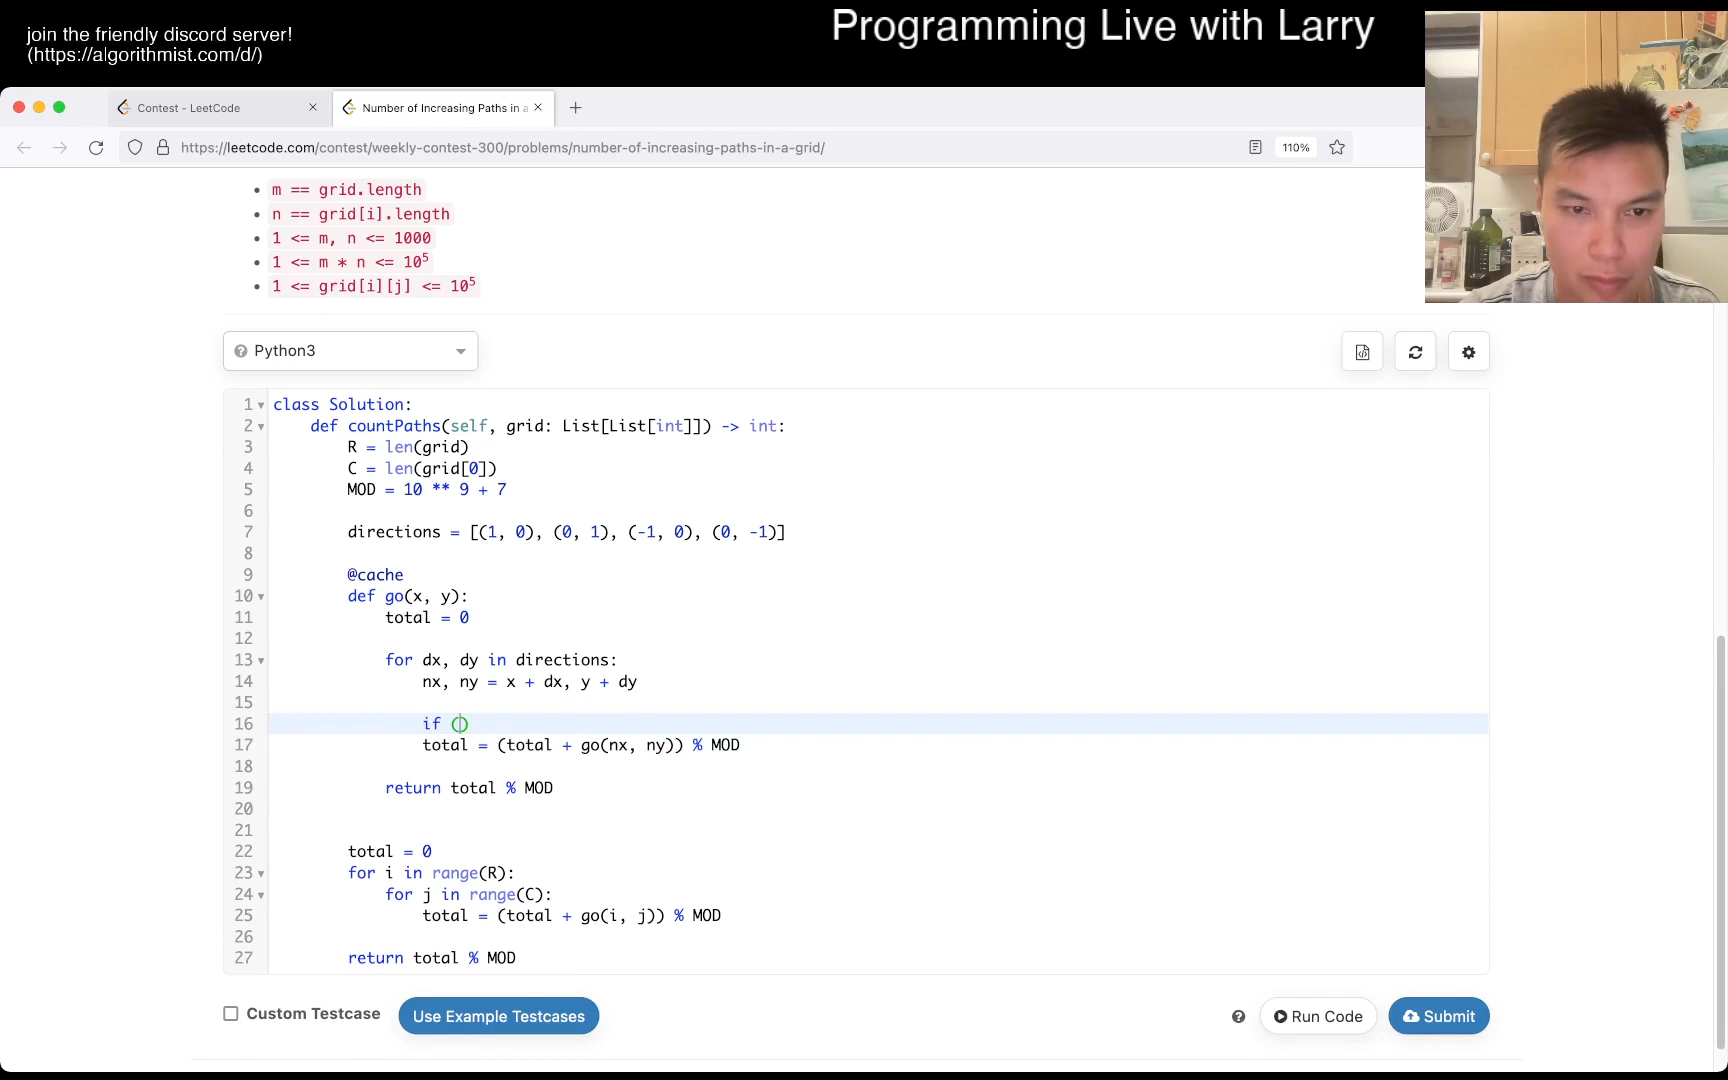 join the friendly discord server!
(https://algorithmist.com/d/)
Programming Live with Larry
Contest - LeetCode
Number of Increasing Paths in a
https://leetcode.com/contest/weekly-contest-300/problems/number-of-increasing-paths-in-a-grid/
110%
m == grid.length
n == grid[i].length
1 <= m, n <= 1000
1 <= m * n <= 10⁵
1 <= grid[i][j] <= 10⁵
Python3
1 class Solution:
2     def countPaths(self, grid: List[List[int]]) -> int:
3         R = len(grid)
4         C = len(grid[0])
5         MOD = 10 ** 9 + 7
6
7         directions = [(1, 0), (0, 1), (-1, 0), (0, -1)]
8
9         @cache
10         def go(x, y):
11             total = 0
12
13             for dx, dy in directions:
14                 nx, ny = x + dx, y + dy
15
16                 if ()
17                 total = (total + go(nx, ny)) % MOD
18
19             return total % MOD
20
21
22         total = 0
23         for i in range(R):
24             for j in range(C):
25                 total = (total + go(i, j)) % MOD
26
27         return total % MOD
Custom Testcase
Use Example Testcases
Run Code
Submit